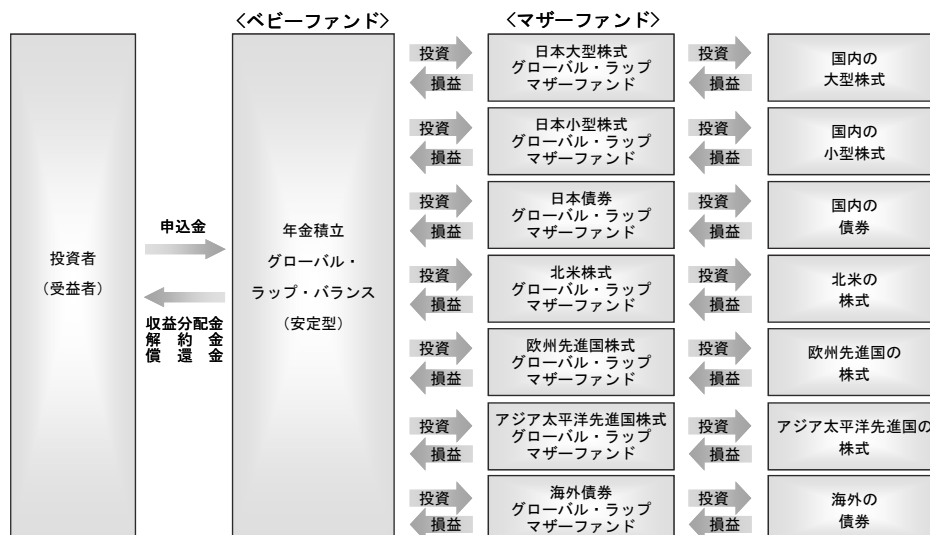 〈ベビーファンド〉
〈マザーファンド〉
投資者
（受益者）
申込金
収益分配金
解約金
償還金
年金積立
グローバル・
ラップ・バランス
（安定型）
投資
損益
日本大型株式
グローバル・ラップ
マザーファンド
投資
損益
国内の
大型株式
投資
損益
日本小型株式
グローバル・ラップ
マザーファンド
投資
損益
国内の
小型株式
投資
損益
日本債券
グローバル・ラップ
マザーファンド
投資
損益
国内の
債券
投資
損益
北米株式
グローバル・ラップ
マザーファンド
投資
損益
北米の
株式
投資
損益
欧州先進国株式
グローバル・ラップ
マザーファンド
投資
損益
欧州先進国の
株式
投資
損益
アジア太平洋先進国株式
グローバル・ラップ
マザーファンド
投資
損益
アジア太平洋先進国の
株式
投資
損益
海外債券
グローバル・ラップ
マザーファンド
投資
損益
海外の
債券